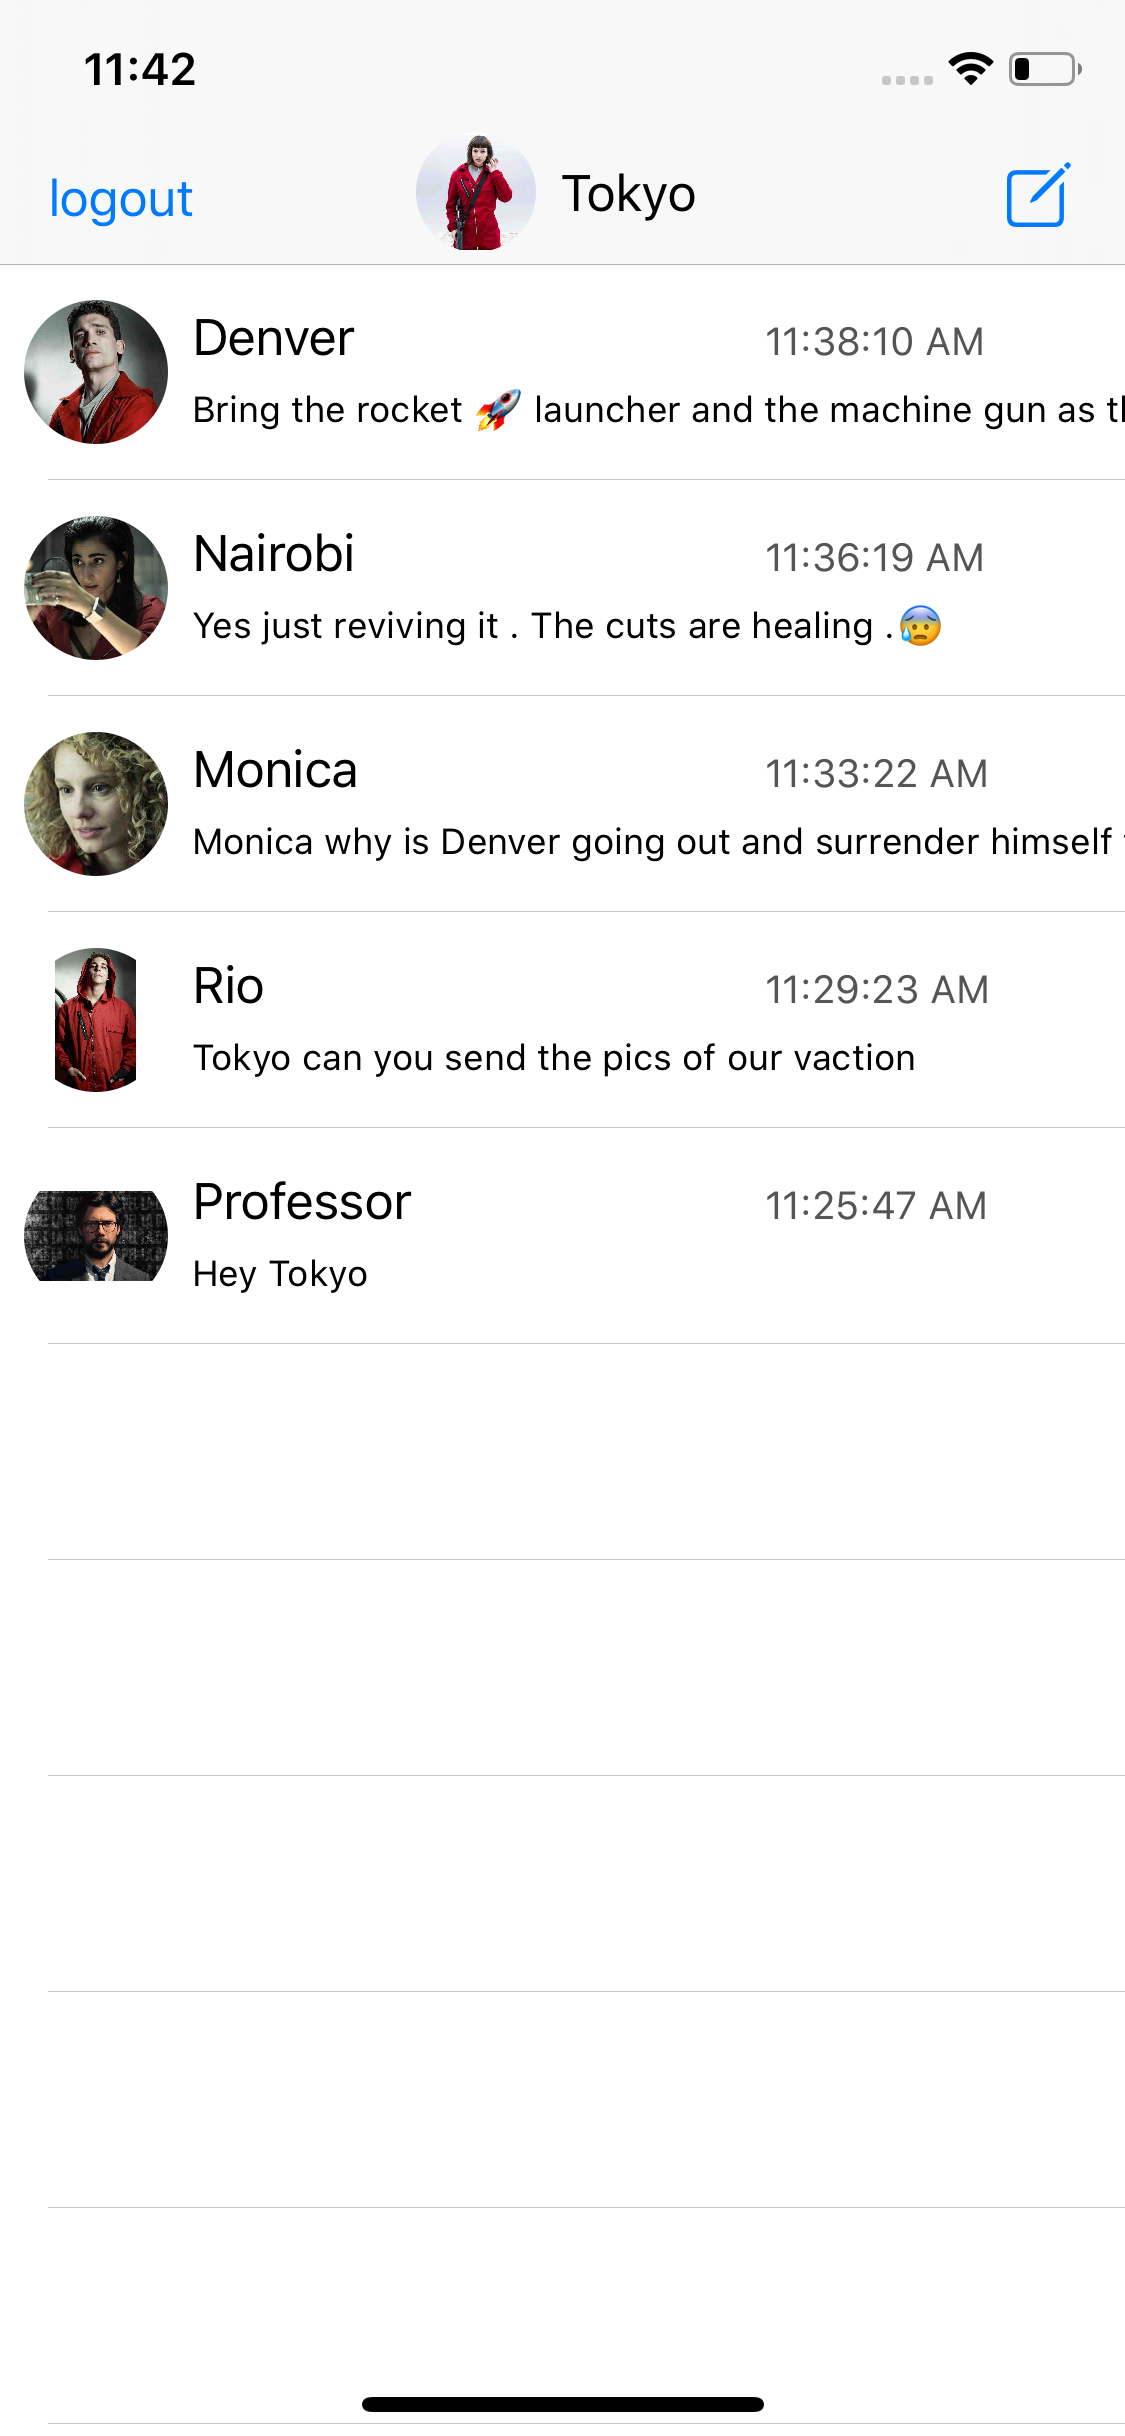 11:42
logout
Tokyo
Denver
11:38:10 AM
Bring the rocket 🚀 launcher and the machine gun as
Nairobi
11:36:19 AM
Yes just reviving it . The cuts are healing .😰
Monica
11:33:22 AM
Monica why is Denver going out and surrender himself
Rio
11:29:23 AM
Tokyo can you send the pics of our vaction
Professor
11:25:47 AM
Hey Tokyo